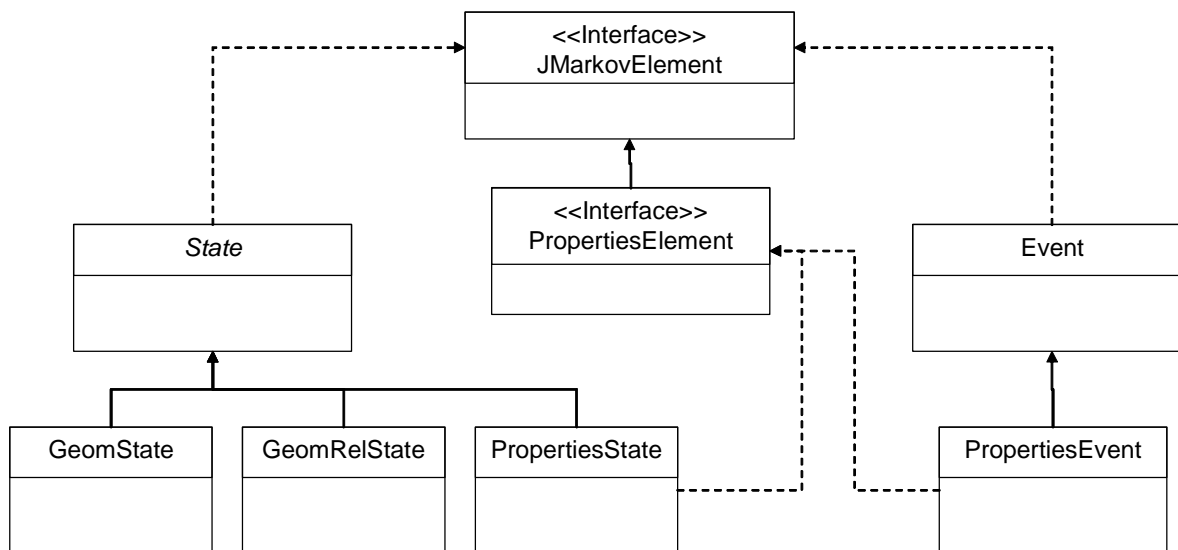 <<Interface>>
JMarkovElement
<<Interface>>
PropertiesElement
State
Event
GeomState
GeomRelState
PropertiesState
PropertiesEvent